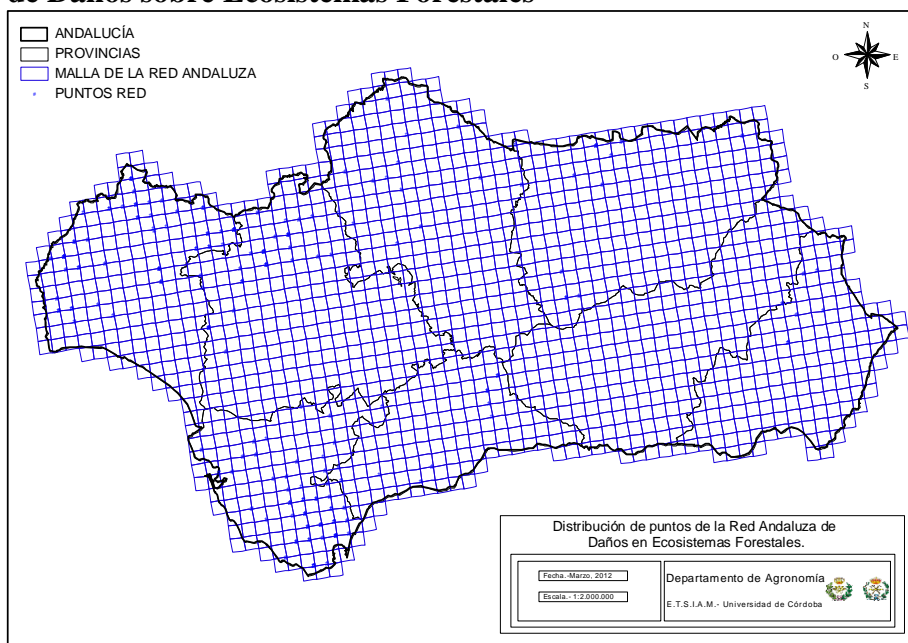 de Daños sobre Ecosistemas Forestales
ANDALUCÍA
PROVINCIAS
MALLA DE LA RED ANDALUZA
PUNTOS RED
N
O
E
S
Distribución de puntos de la Red Andaluza de
Daños en Ecosistemas Forestales.
Fecha.-Marzo, 2012
Escala.- 1:2.000.000
Departamento de Agronomía
E.T.S.I.A.M.- Universidad de Córdoba